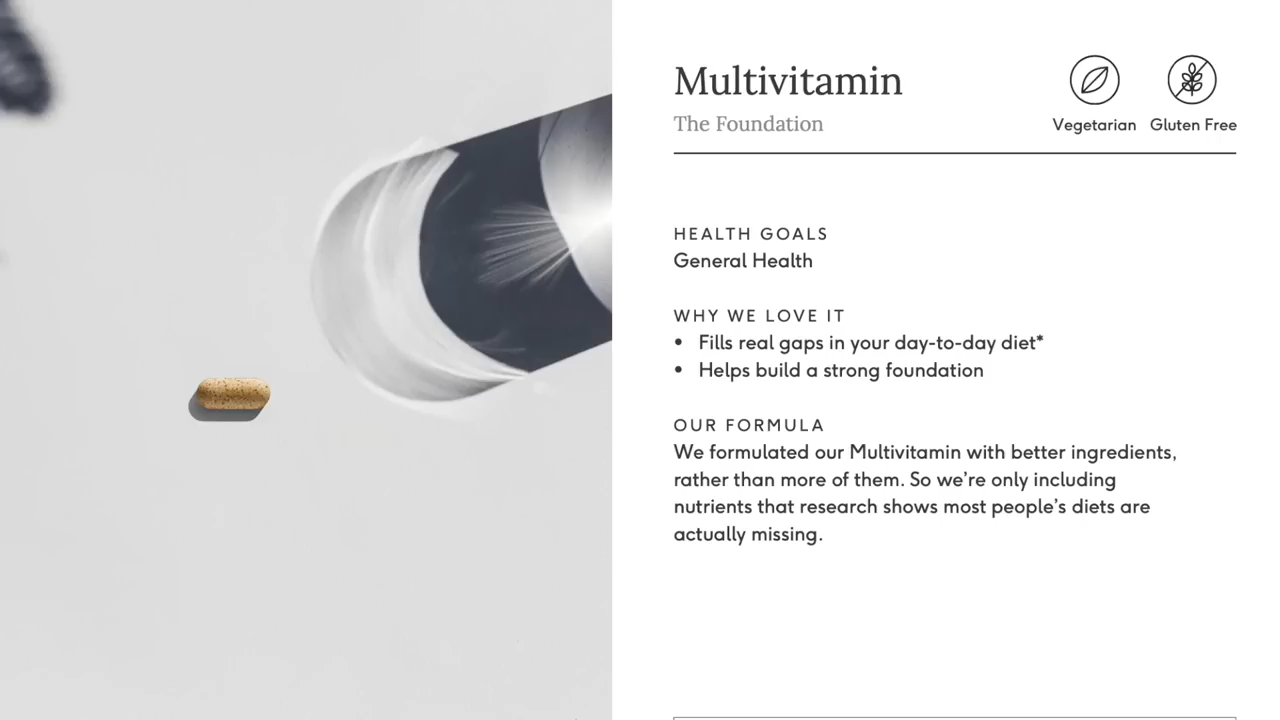 Multivitamin
The Foundation
Vegetarian
Gluten Free
HEALTH GOALS
General Health
WHY WE LOVE IT
• Fills real gaps in your day-to-day diet*
• Helps build a strong foundation
OUR FORMULA
We formulated our Multivitamin with better ingredients,
rather than more of them. So we’re only including
nutrients that research shows most people’s diets are
actually missing.